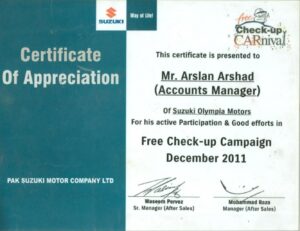 SUZUKI
Way of Life!
free
Check-up
CARnival
Certificate
Of Appreciation
This certificate is presented to
Mr. Arslan Arshad
(Accounts Manager)
Of Suzuki Olympia Motors
For his active Participation & Good efforts in
Free Check-up Campaign
December 2011
PAK SUZUKI MOTOR COMPANY LTD
Waseem Pervez
Sr. Manager (After Sales)
Mohammad Raza
Manager (After Sales)